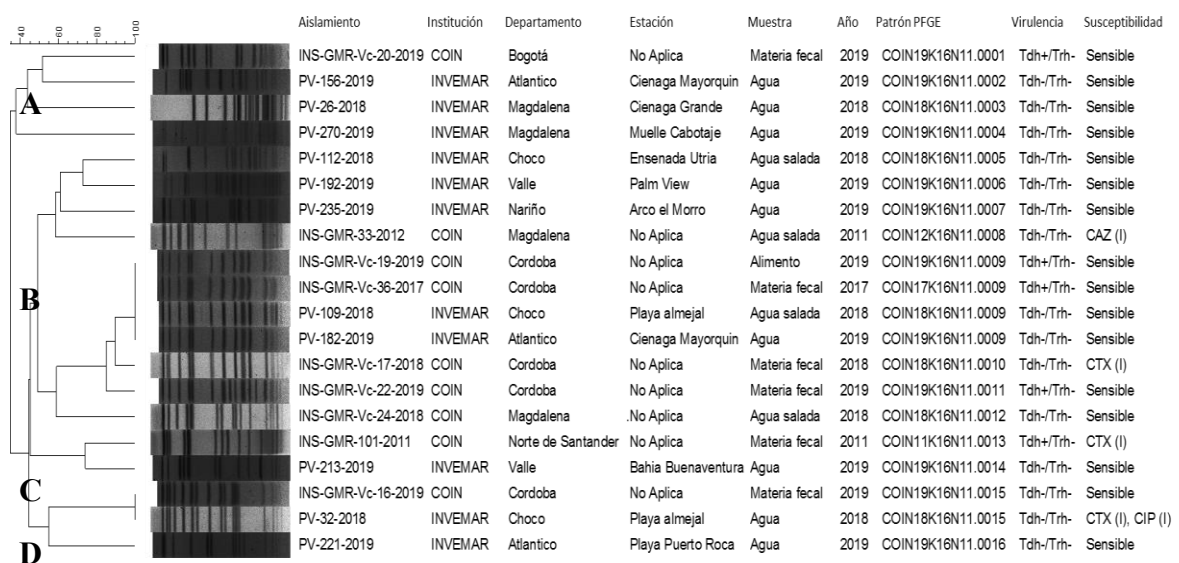 40 60 80 100
Aislamiento Institución Departamento Estación Muestra Año Patrón PFGE Virulencia Susceptibilidad
INS-GMR-Vc-20-2019 COIN Bogotá No Aplica Materia fecal 2019 COIN19K16N11.0001 Tdh+/Trh- Sensible
PV-156-2019 INVEMAR Atlantico Cienaga Mayorquin Agua 2019 COIN19K16N11.0002 Tdh-/Trh- Sensible
A
PV-26-2018 INVEMAR Magdalena Cienaga Grande Agua 2018 COIN18K16N11.0003 Tdh-/Trh- Sensible
PV-270-2019 INVEMAR Magdalena Muelle Cabotaje Agua 2019 COIN19K16N11.0004 Tdh-/Trh- Sensible
PV-112-2018 INVEMAR Choco Ensenada Utria Agua salada 2018 COIN18K16N11.0005 Tdh-/Trh- Sensible
PV-192-2019 INVEMAR Valle Palm View Agua 2019 COIN19K16N11.0006 Tdh-/Trh- Sensible
PV-235-2019 INVEMAR Nariño Arco el Morro Agua 2019 COIN19K16N11.0007 Tdh-/Trh- Sensible
INS-GMR-33-2012 COIN Magdalena No Aplica Agua salada 2011 COIN12K16N11.0008 Tdh-/Trh- CAZ (I)
INS-GMR-Vc-19-2019 COIN Cordoba No Aplica Alimento 2019 COIN19K16N11.0009 Tdh+/Trh- Sensible
INS-GMR-Vc-36-2017 COIN Cordoba No Aplica Materia fecal 2017 COIN17K16N11.0009 Tdh+/Trh- Sensible
B
PV-109-2018 INVEMAR Choco Playa almejal Agua salada 2018 COIN18K16N11.0009 Tdh-/Trh- Sensible
PV-182-2019 INVEMAR Atlantico Cienaga Mayorquin Agua 2019 COIN19K16N11.0009 Tdh-/Trh- Sensible
INS-GMR-Vc-17-2018 COIN Cordoba No Aplica Materia fecal 2018 COIN18K16N11.0010 Tdh-/Trh- CTX (I)
INS-GMR-Vc-22-2019 COIN Cordoba No Aplica Materia fecal 2019 COIN19K16N11.0011 Tdh+/Trh- Sensible
INS-GMR-Vc-24-2018 COIN Magdalena .No Aplica Agua salada 2018 COIN18K16N11.0012 Tdh-/Trh- Sensible
INS-GMR-101-2011 COIN Norte de Santander No Aplica Materia fecal 2011 COIN11K16N11.0013 Tdh+/Trh- CTX (I)
PV-213-2019 INVEMAR Valle Bahia Buenaventura Agua 2019 COIN19K16N11.0014 Tdh-/Trh- Sensible
C
INS-GMR-Vc-16-2019 COIN Cordoba No Aplica Materia fecal 2019 COIN19K16N11.0015 Tdh-/Trh- Sensible
PV-32-2018 INVEMAR Choco Playa almejal Agua 2018 COIN18K16N11.0015 Tdh-/Trh- CTX (I), CIP (I)
PV-221-2019 INVEMAR Atlantico Playa Puerto Roca Agua 2019 COIN19K16N11.0016 Tdh-/Trh- Sensible
D